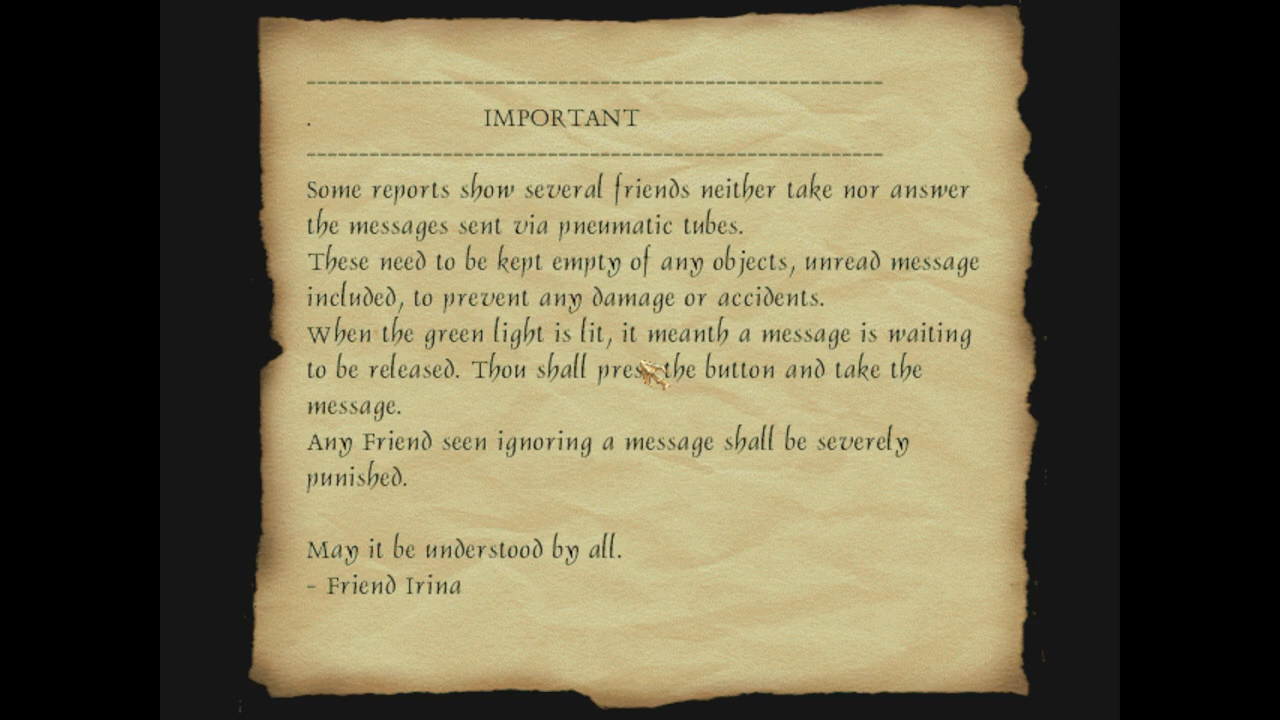 ----------------------------------------------------------------
. IMPORTANT
----------------------------------------------------------------
Some reports show several friends neither take nor answer
the messages sent via pneumatic tubes.
These need to be kept empty of any objects, unread message
included, to prevent any damage or accidents.
When the green light is lit, it meanth a message is waiting
to be released. Thou shall press the button and take the
message.
Any Friend seen ignoring a message shall be severely
punished.
May it be understood by all.
- Friend Irina